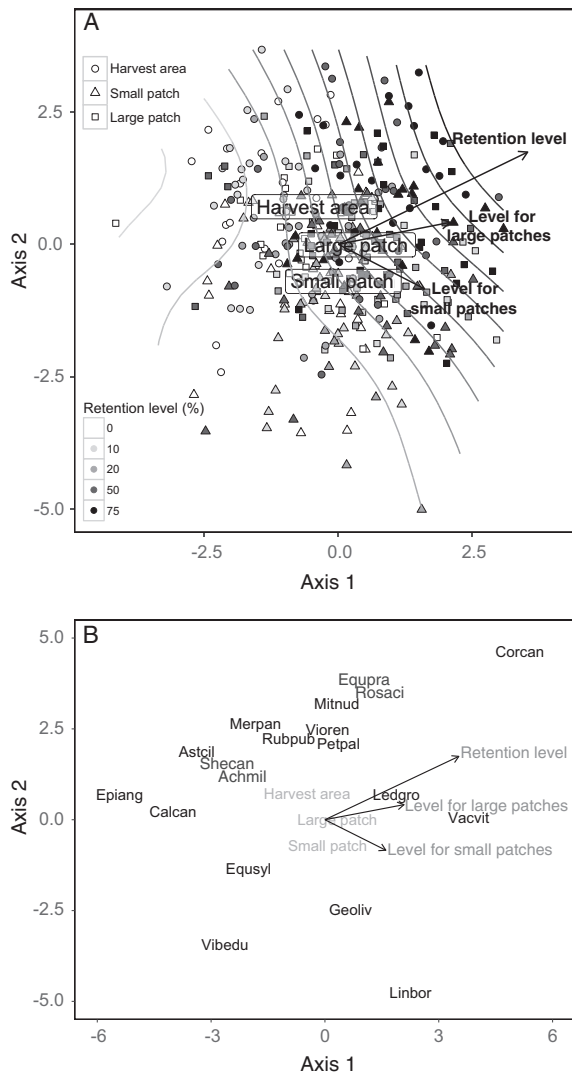 A
Harvest area
Small patch
Large patch
Retention level
Harvest area
Level for
large patches
Large patch
Small patch
Level for
small patches
Retention level (%)
0
10
20
50
75
2.5
0.0
-2.5
-5.0
Axis 2
-2.5
0.0
2.5
Axis 1
B
5.0
2.5
0.0
-2.5
-5.0
Axis 2
Corcan
Equpra
Rosaci
Mitnud
Merpan
Vioren
Rubpub
Petpal
Astcil
Retention level
Shecan
Achmil
Epiang
Harvest area
Ledgro
Level for large patches
Calcan
Large patch
Vacvit
Small patch
Level for small patches
Equsyl
Geoliv
Vibedu
Linbor
-6
-3
0
3
6
Axis 1